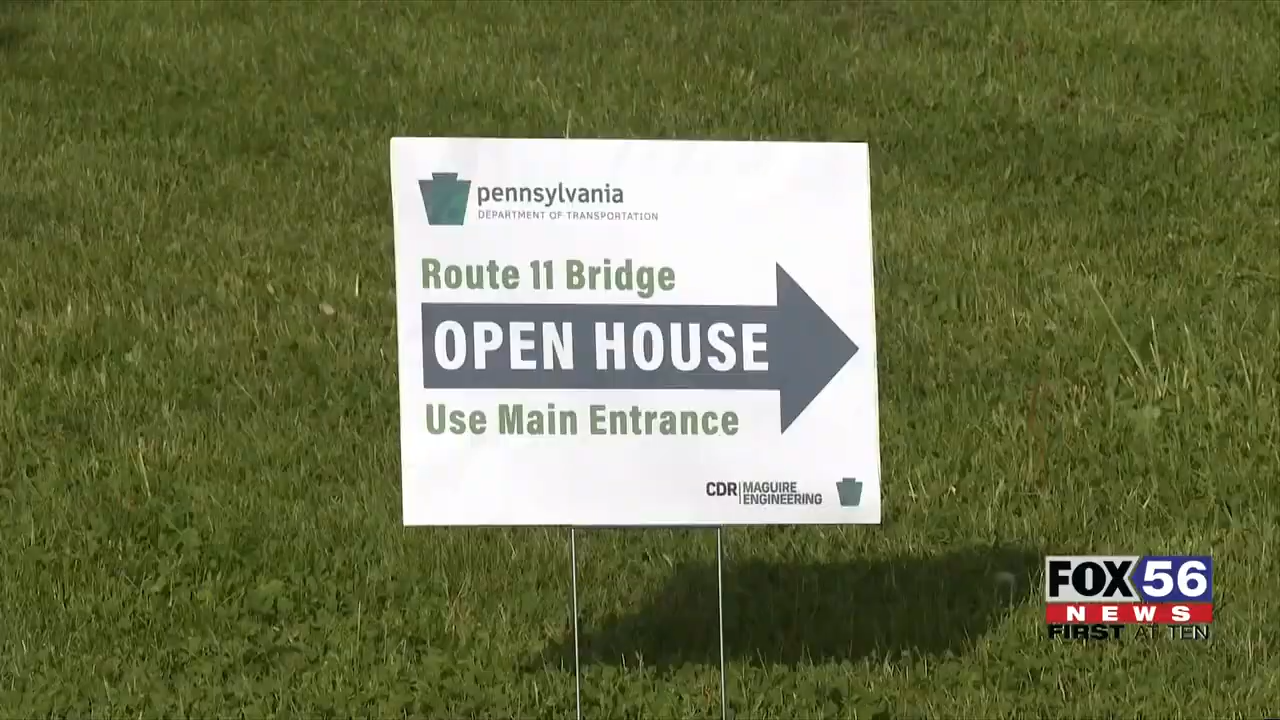 pennsylvania
DEPARTMENT OF TRANSPORTATION
Route 11 Bridge
OPEN HOUSE
Use Main Entrance
CDR MAGUIRE
ENGINEERING
FOX 56
NEWS
FIRST AT TEN